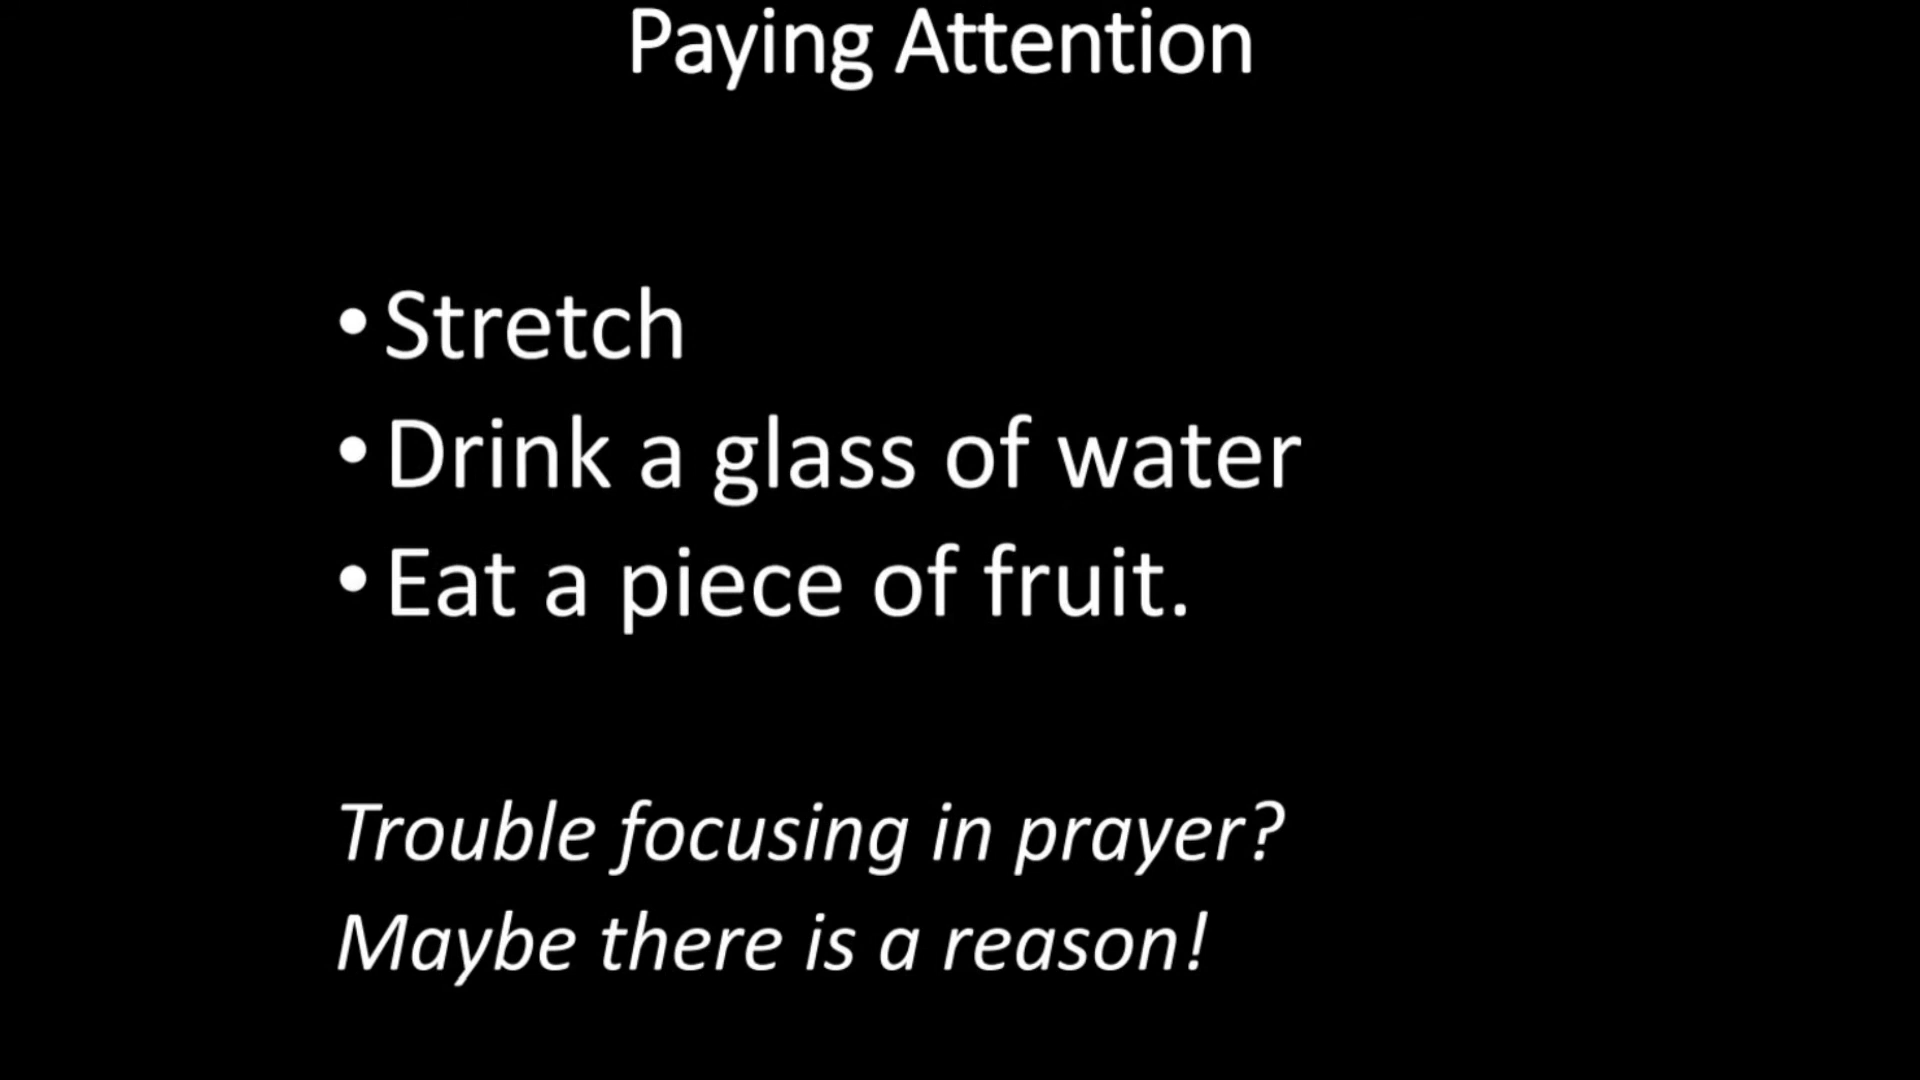 Paying Attention
• Stretch
• Drink a glass of water
• Eat a piece of fruit.
Trouble focusing in prayer?
Maybe there is a reason!